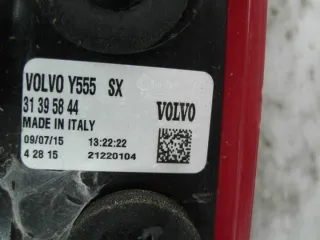 VOLVO Y555 SX
31 39 58 44
MADE IN ITALY
VOLVO
09/07/15 13:22:22
4 28 15 21220104